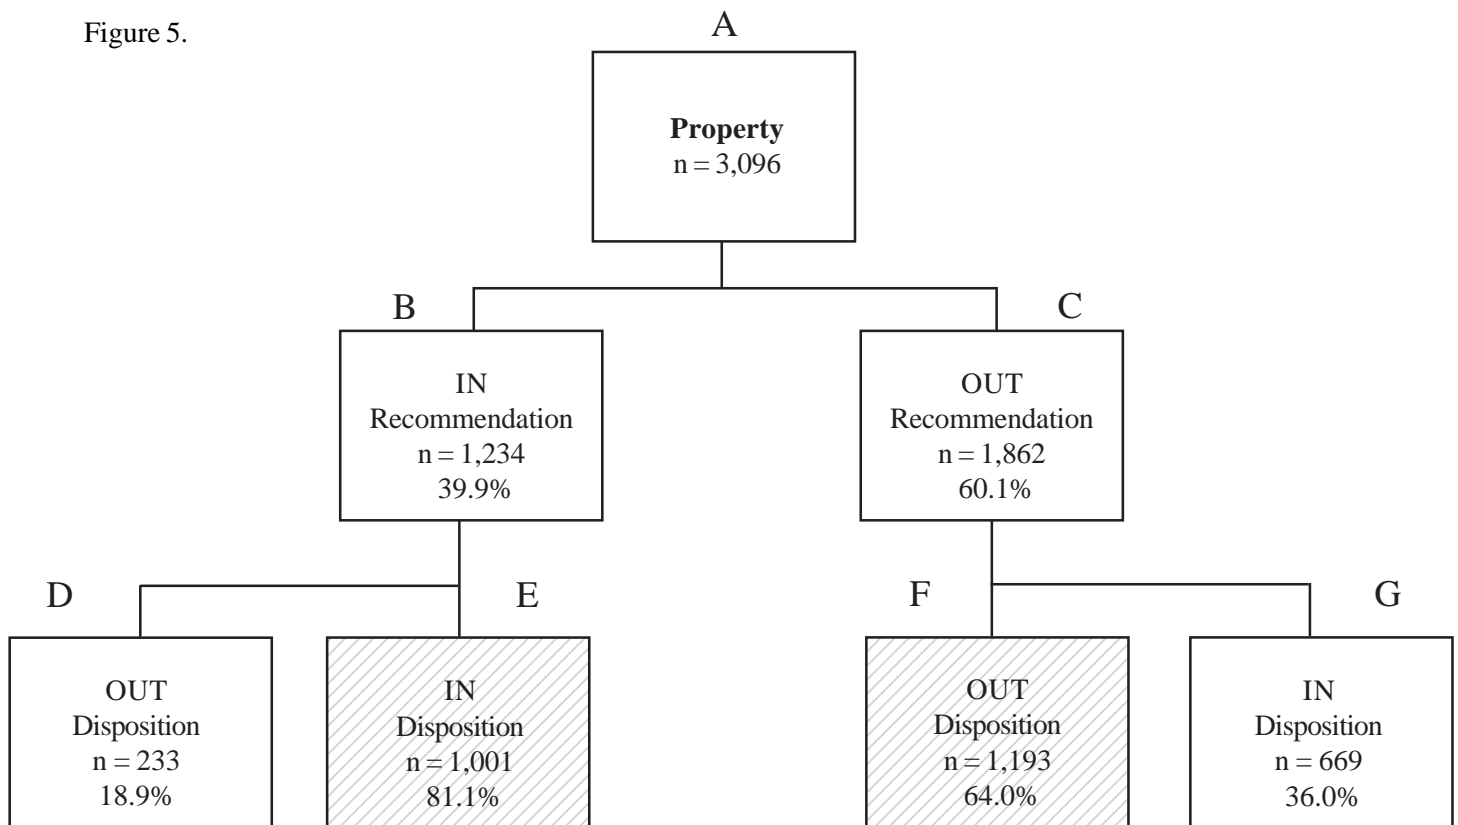 Figure 5.
A
Property
n = 3,096
B
IN
Recommendation
n = 1,234
39.9%
C
OUT
Recommendation
n = 1,862
60.1%
D
OUT
Disposition
n = 233
18.9%
E
IN
Disposition
n = 1,001
81.1%
F
OUT
Disposition
n = 1,193
64.0%
G
IN
Disposition
n = 669
36.0%